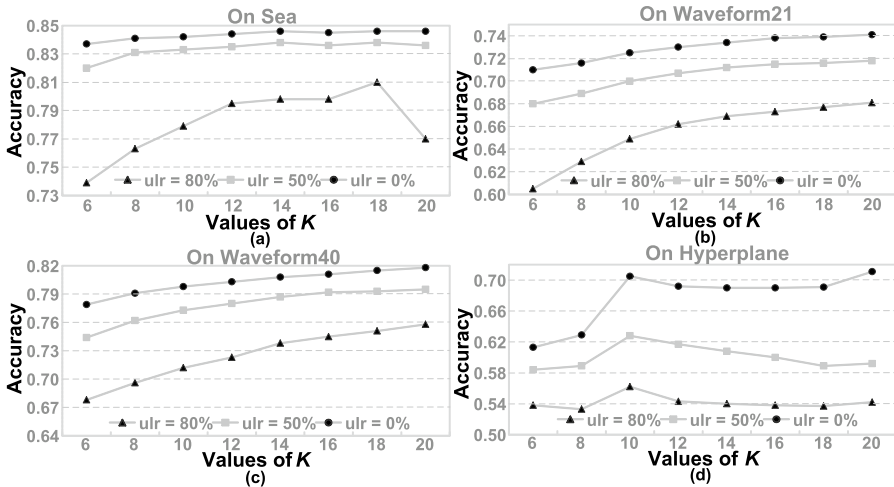 On Sea
0.85
0.83
0.81
0.79
0.77
0.75
0.73
Accuracy
ulr = 80% ulr = 50% ulr = 0%
6 8 10 12 14 16 18 20
Values of K
(a)
On Waveform21
0.74
0.72
0.70
0.68
0.66
0.64
0.62
0.60
Accuracy
ulr = 80% ulr = 50% ulr = 0%
6 8 10 12 14 16 18 20
Values of K
(b)
On Waveform40
0.82
0.79
0.76
0.73
0.70
0.67
0.64
Accuracy
ulr = 80% ulr = 50% ulr = 0%
6 8 10 12 14 16 18 20
Values of K
(c)
On Hyperplane
0.70
0.66
0.62
0.58
0.54
0.50
Accuracy
ulr = 80% ulr = 50% ulr = 0%
6 8 10 12 14 16 18 20
Values of K
(d)